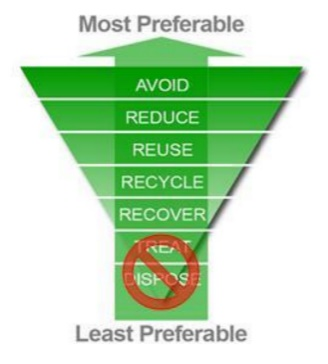 Most Preferable
AVOID
REDUCE
REUSE
RECYCLE
RECOVER
TREAT
DISPOSE
Least Preferable